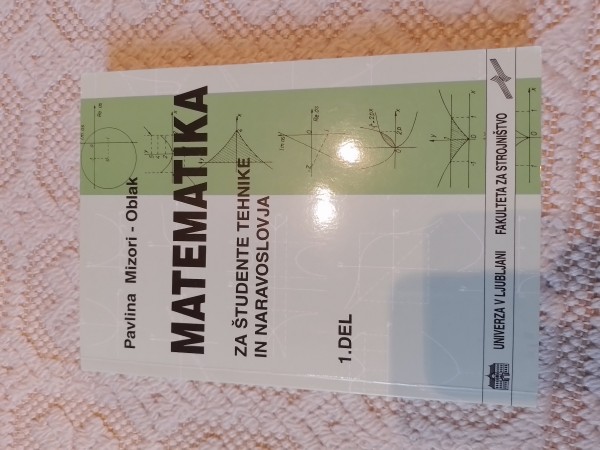 Pavlina Mizori - Oblak
MATEMATIKA
ZA ŠTUDENTE TEHNIKE
IN NARAVOSLOVJA
1.DEL
UNIVERZA V LJUBLJANI FAKULTETA ZA STROJNIŠTVO